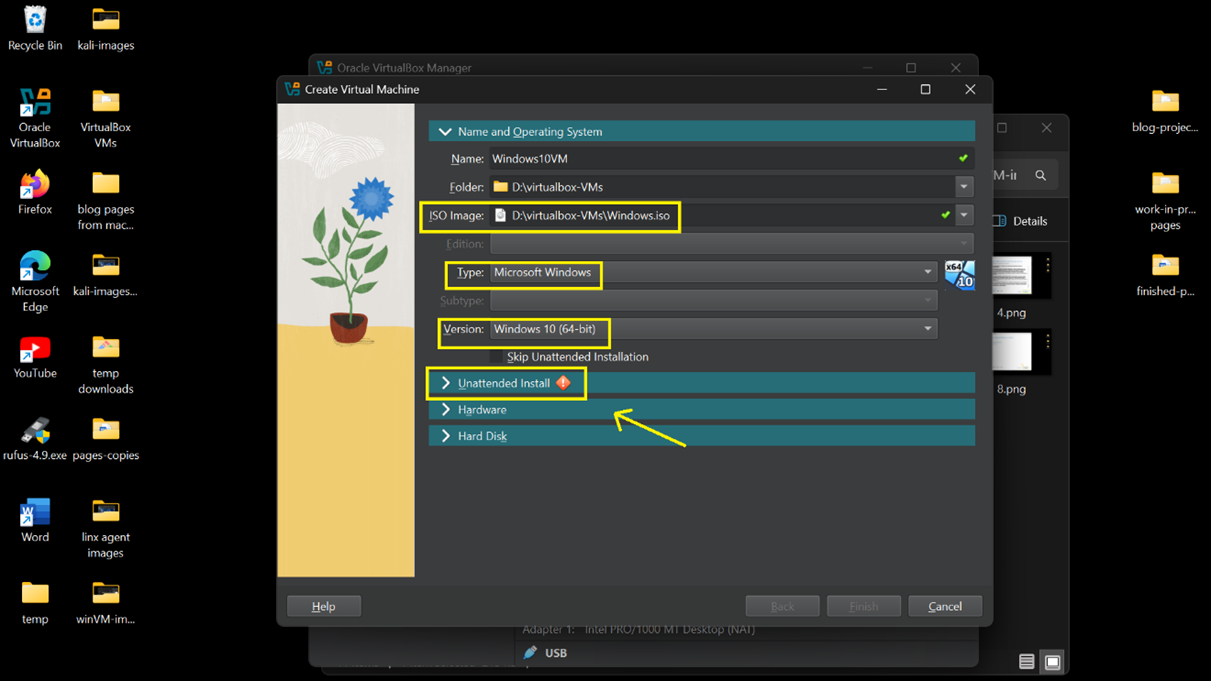 Recycle Bin
kali-images
Oracle
VirtualBox
VirtualBox
VMs
Firefox
blog pages
from mac...
Microsoft
Edge
kali-images...
YouTube
temp
downloads
rufus-4.9.exe
pages-copies
Word
linx agent
images
temp
winVM-im...
Oracle VirtualBox Manager
Create Virtual Machine
Name and Operating System
Name: Windows10VM
Folder: D:\virtualbox-VMs
ISO Image: D:\virtualbox-VMs\Windows.iso
Edition:
Type: Microsoft Windows
x64
10
Subtype:
Version: Windows 10 (64-bit)
Skip Unattended Installation
Unattended Install
Hardware
Hard Disk
Help
Back
Finish
Cancel
Adapter 1: Intel PRO/1000 MT Desktop (NAT)
USB
Details
4.png
8.png
blog-projec...
work-in-pr...
pages
finished-p...